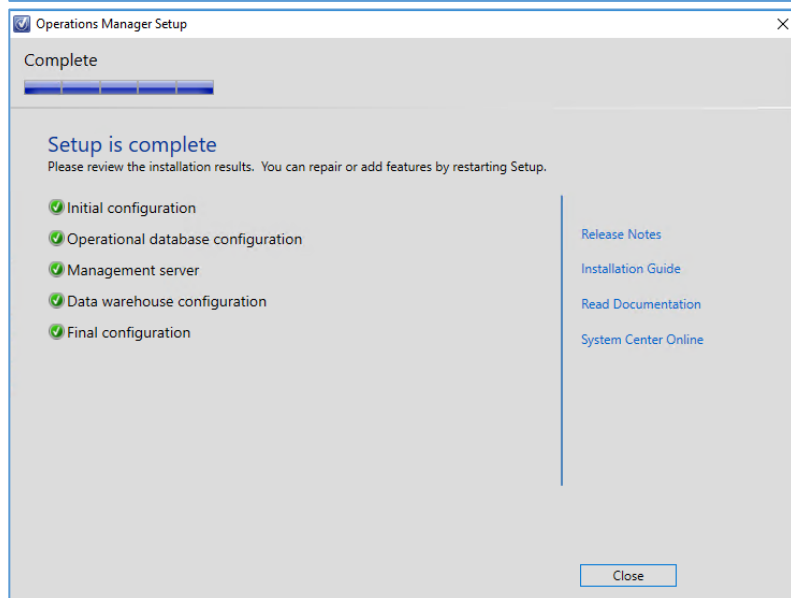 Operations Manager Setup
Complete
Setup is complete
Please review the installation results. You can repair or add features by restarting Setup.
Initial configuration
Operational database configuration
Management server
Data warehouse configuration
Final configuration
Release Notes
Installation Guide
Read Documentation
System Center Online
Close